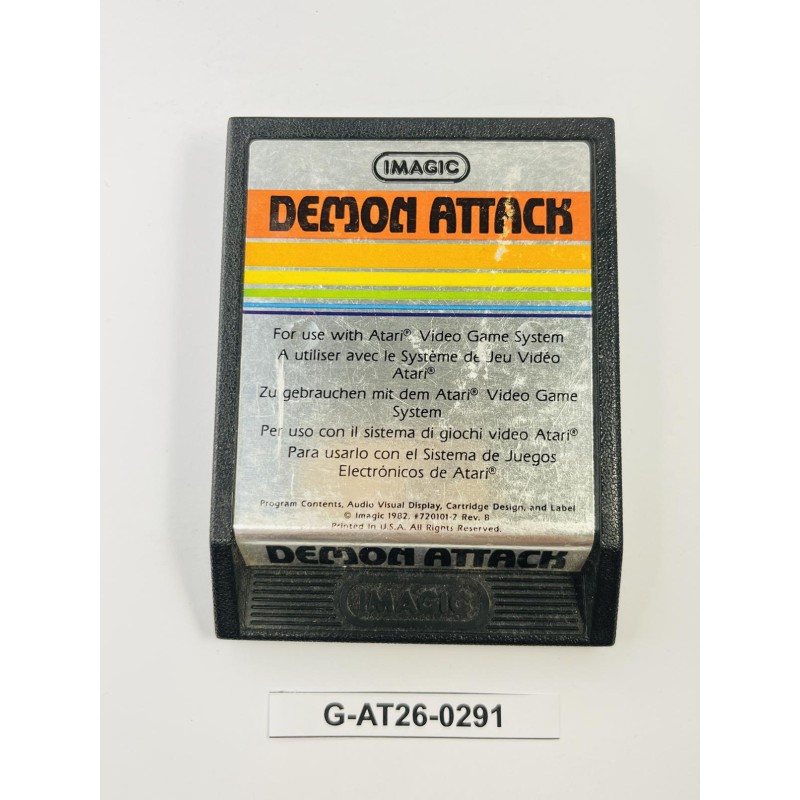 IMAGIC
DEMON ATTACK
For use with Atari® Video Game System
A utiliser avec le Système de Jeu Vidéo
Atari®
Zu gebrauchen mit dem Atari® Video Game
System
Per uso con il sistema di giochi video Atari®
Para usarlo con el Sistema de Juegos
Electrónicos de Atari®
Program Contents, Audio Visual Display, Cartridge Design, and Label
© Imagic 1982, #720101-7 Rev. B
Printed in U.S.A. All Rights Reserved.
DEMON ATTACK
IMAGIC
G-AT26-0291